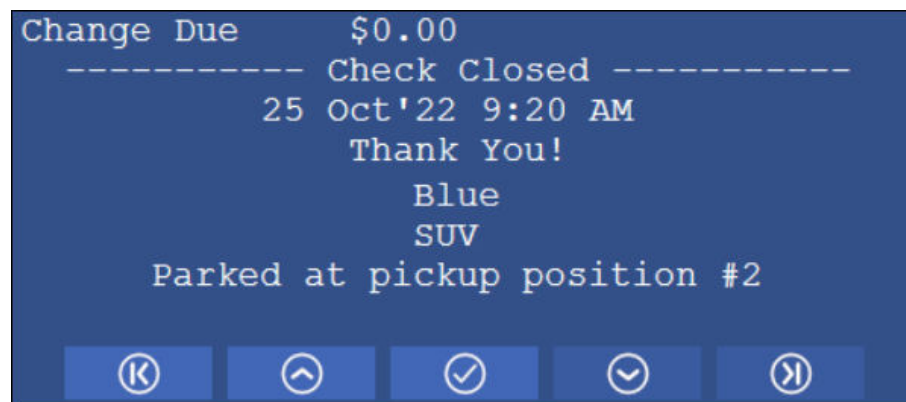 Change Due $0.00
----------- Check Closed -----------
25 Oct'22 9:20 AM
Thank You!
Blue
SUV
Parked at pickup position #2